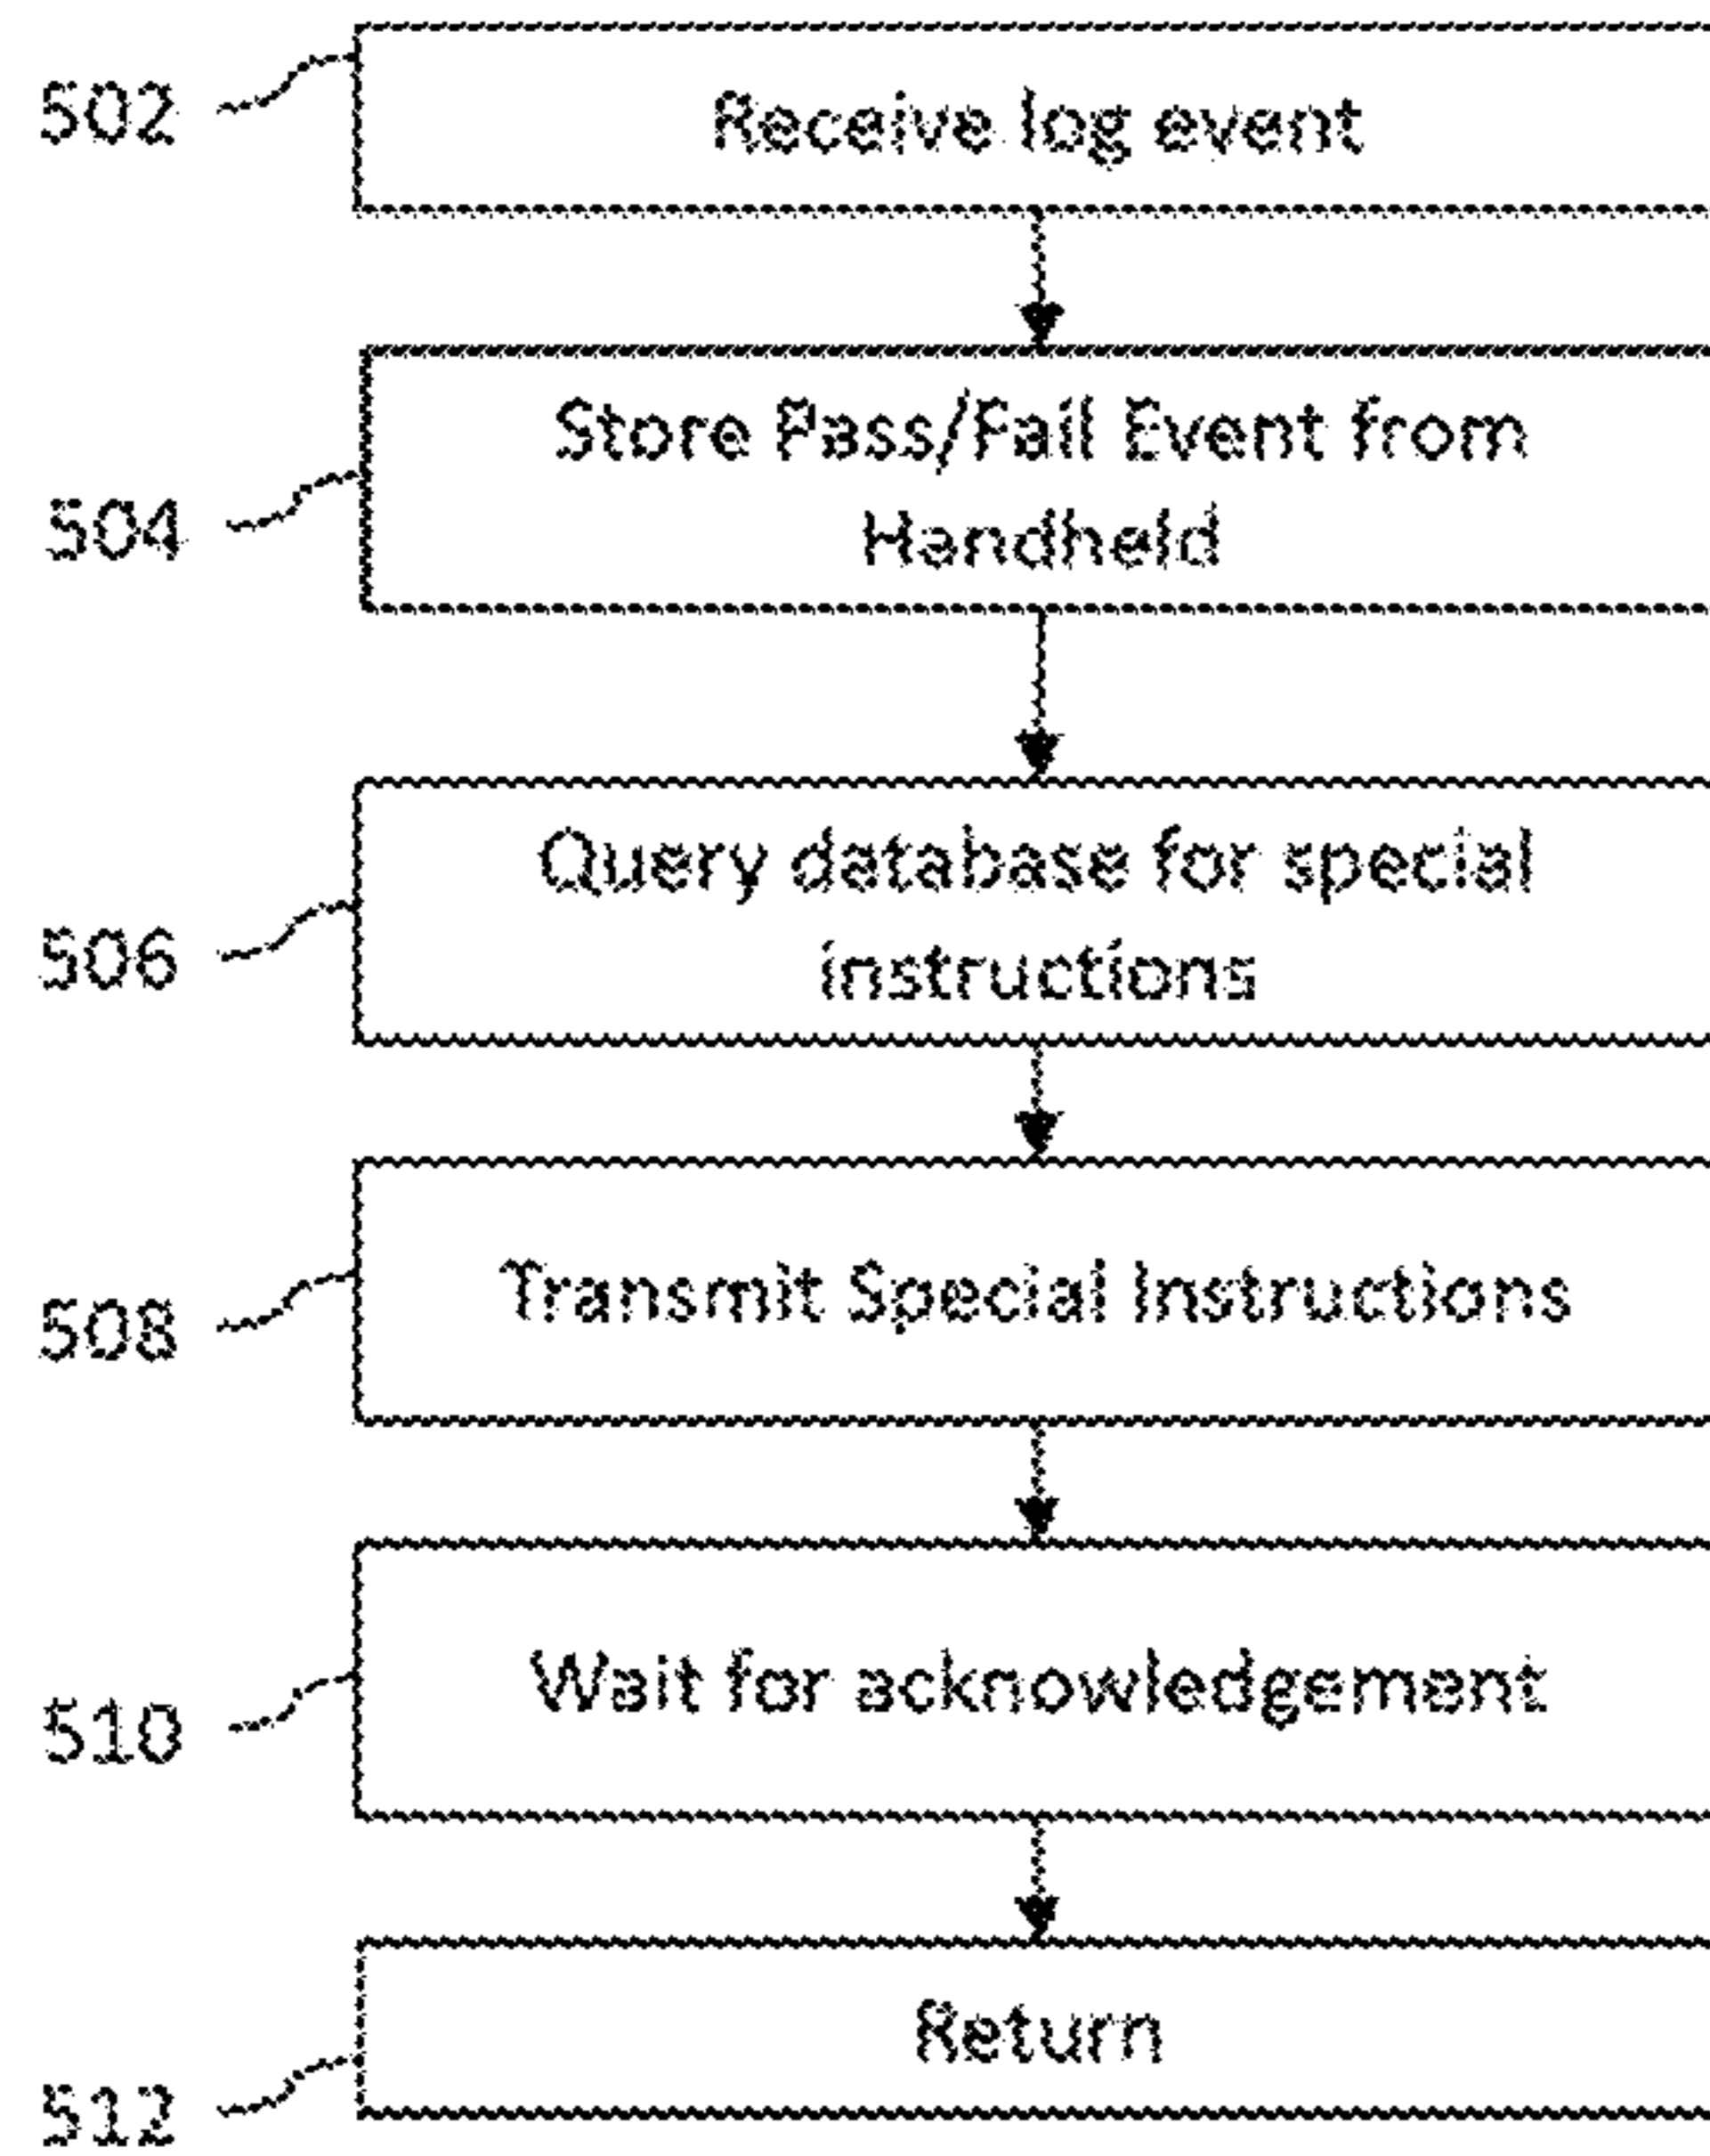 502
Receive log event
Store Pass/Fail Event from
504
Handheld
Query database for special
506
instructions
508
Transmit Special Instructions
Wait for acknowledgement
510
Return
512